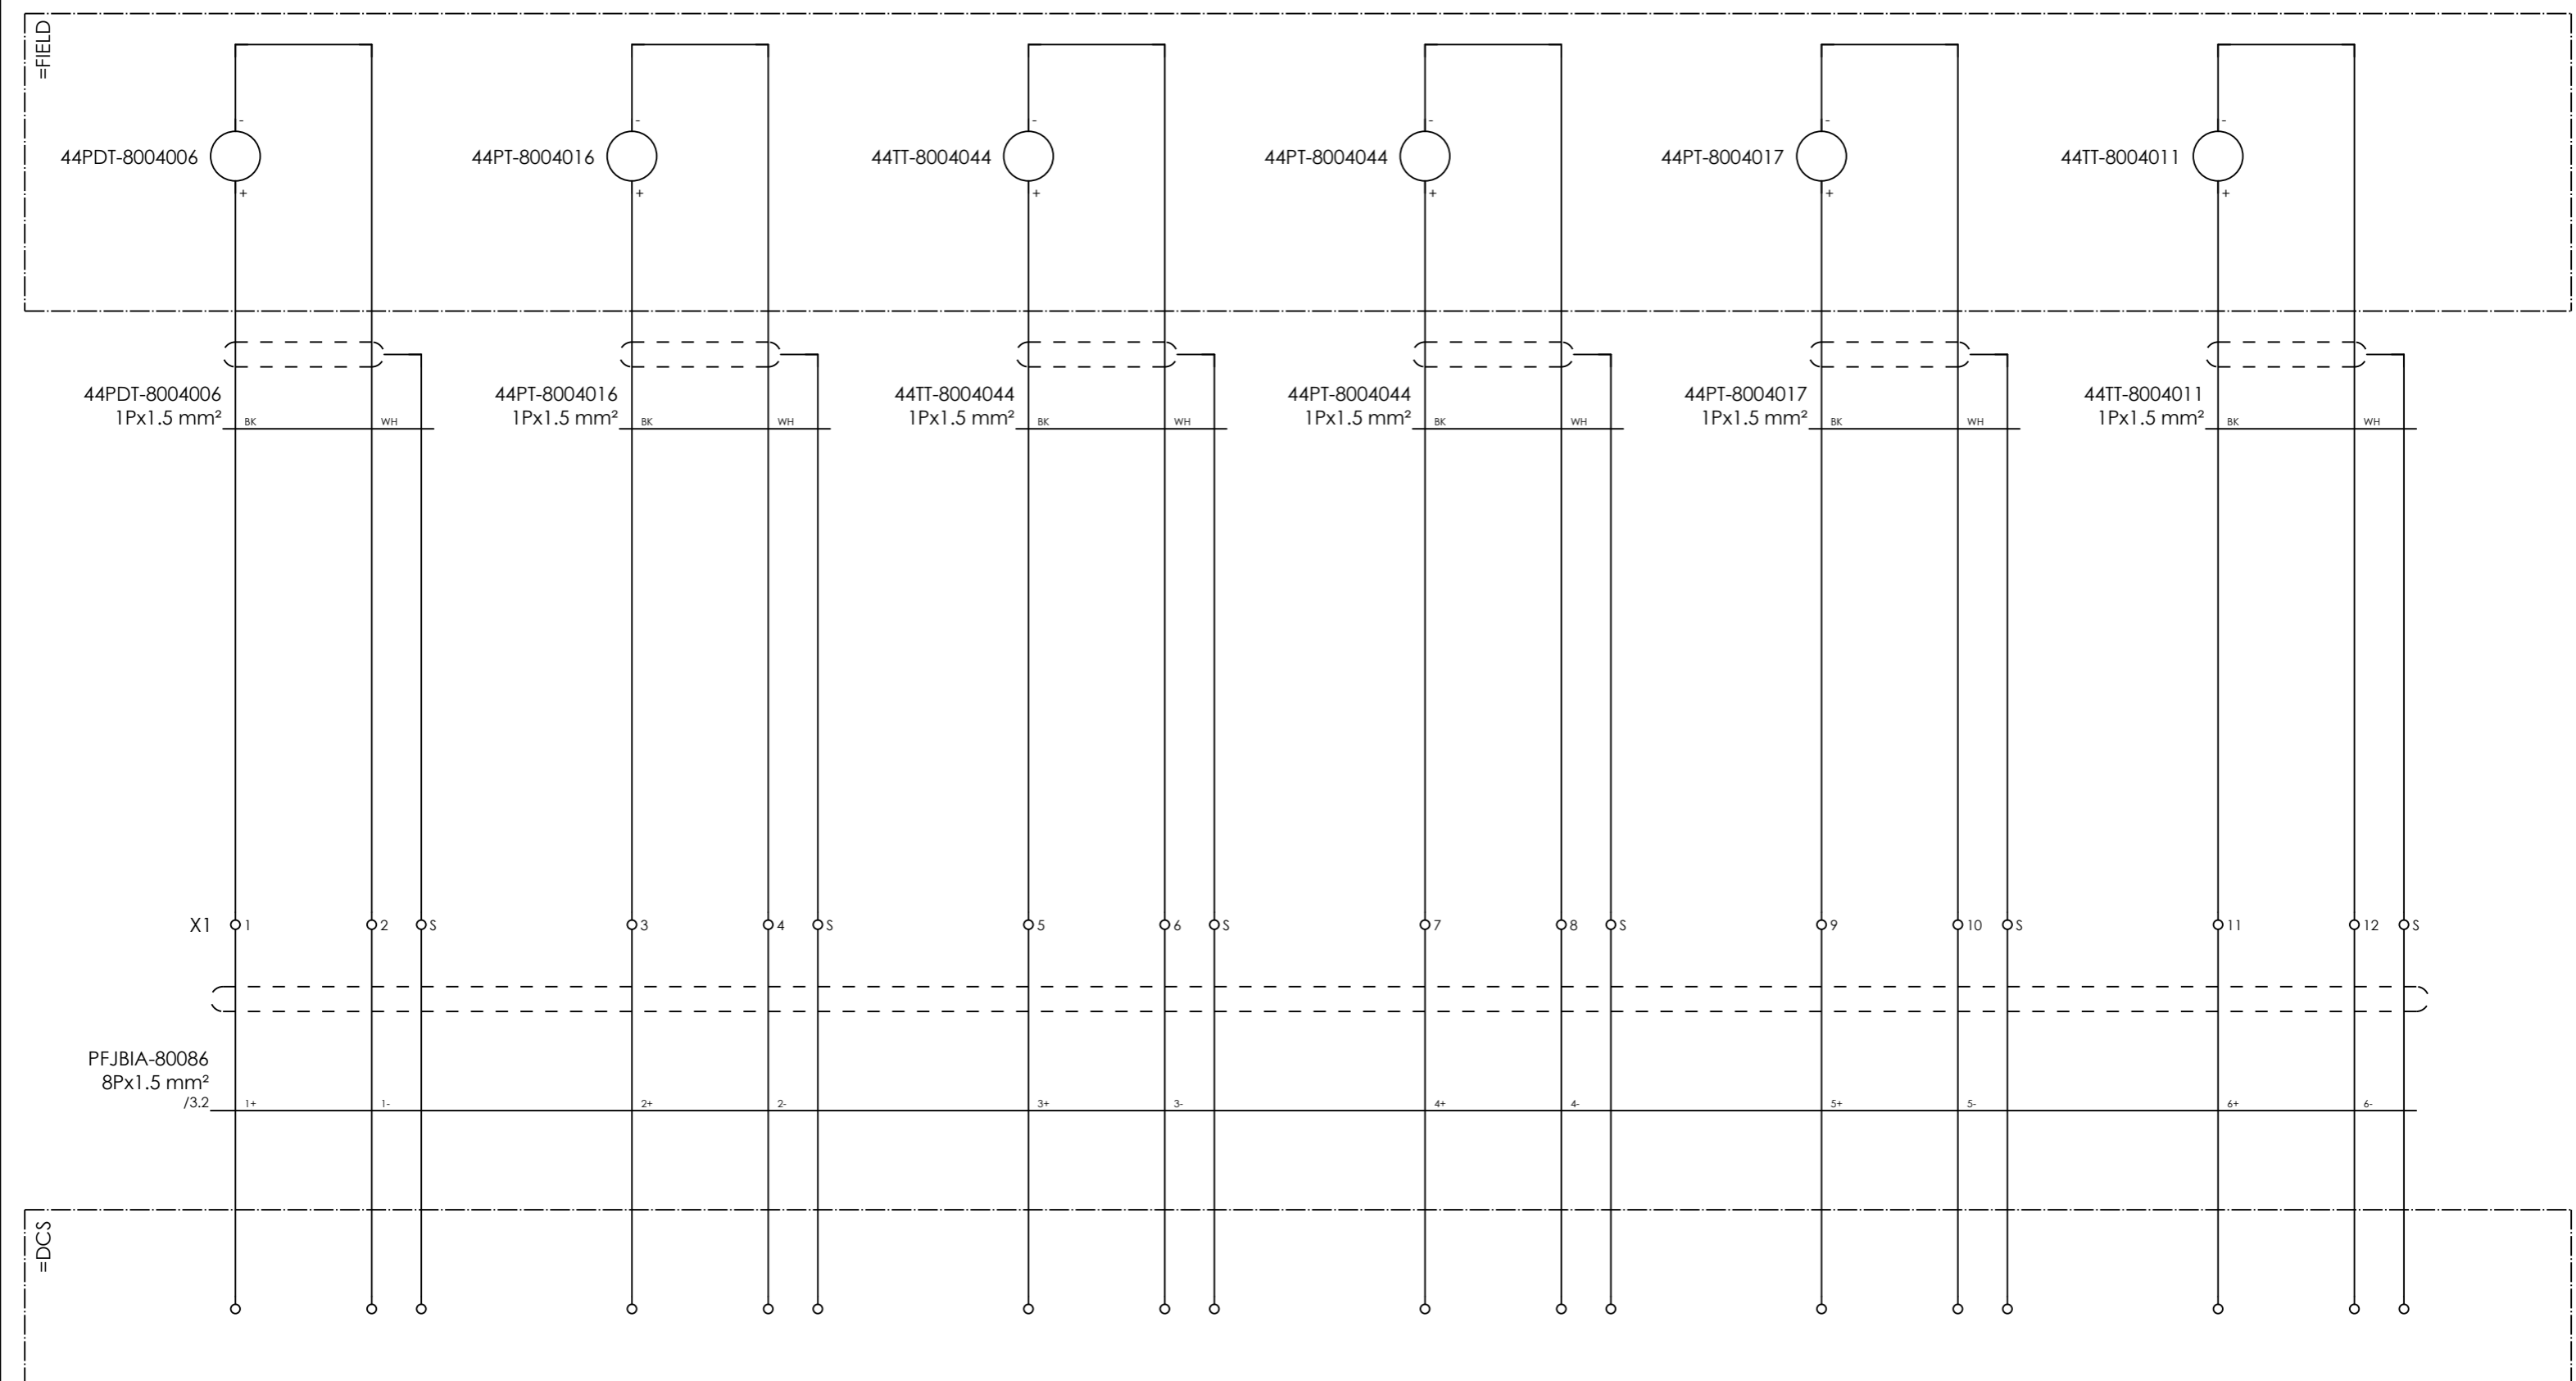 =FIELD
- - - - - -
44PDT-8004006 44PT-8004016 44TT-8004044 44PT-8004044 44PT-8004017 44TT-8004011
+ + + + + +
44PDT-8004006 44PT-8004016 44TT-8004044 44PT-8004044 44PT-8004017 44TT-8004011
1Px1.5 mm² BK WH 1Px1.5 mm² BK WH 1Px1.5 mm² BK WH 1Px1.5 mm² BK WH 1Px1.5 mm² BK WH 1Px1.5 mm² BK WH
X1 1 2 S 3 4 S 5 6 S 7 8 S 9 10 S 11 12 S
PFJBIA-80086
8Px1.5 mm²
/3.2 1+ 1- 2+ 2- 3+ 3- 4+ 4- 5+ 5- 6+ 6-
=DCS